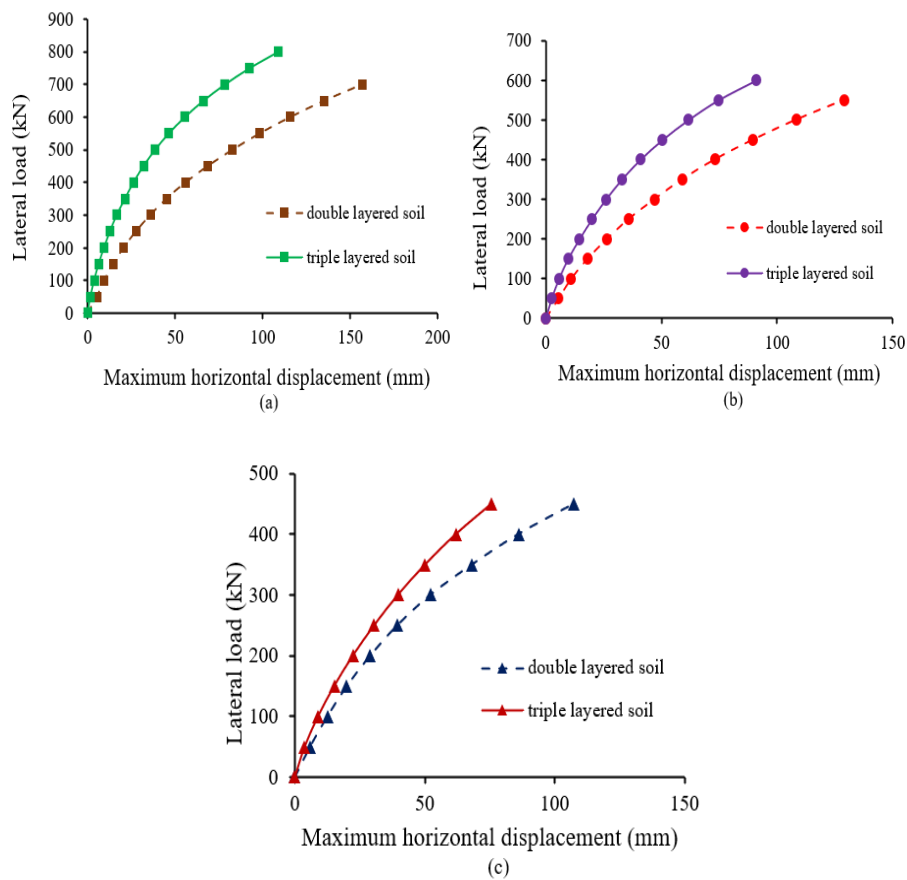 900
800
700
600
500
400
300
200
100
0
Lateral load (kN)
double layered soil
triple layered soil
0 50 100 150 200
Maximum horizontal displacement (mm)
(a)
700
600
500
400
300
200
100
0
Lateral load (kN)
double layered soil
triple layered soil
0 50 100 150
Maximum horizontal displacement (mm)
(b)
500
400
300
200
100
0
Lateral load (kN)
double layered soil
triple layered soil
0 50 100 150
Maximum horizontal displacement (mm)
(c)